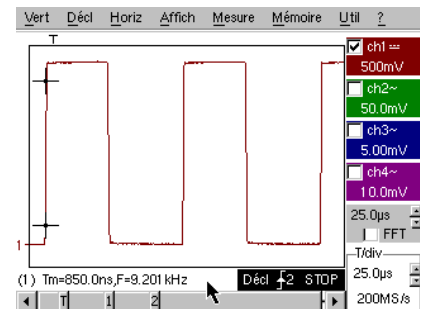 Vert Décl Horiz Affich Mesure Mémoire Util ?
T
ch1
500mV
ch2~
50.0mV
ch3~
5.00mV
ch4~
10.0mV
25.0µs
FFT
T/div
25.0µs
200MS/s
1
(1) Tm=850.0ns,F=9.201 kHz
Décl 2 STOP
T 1 2